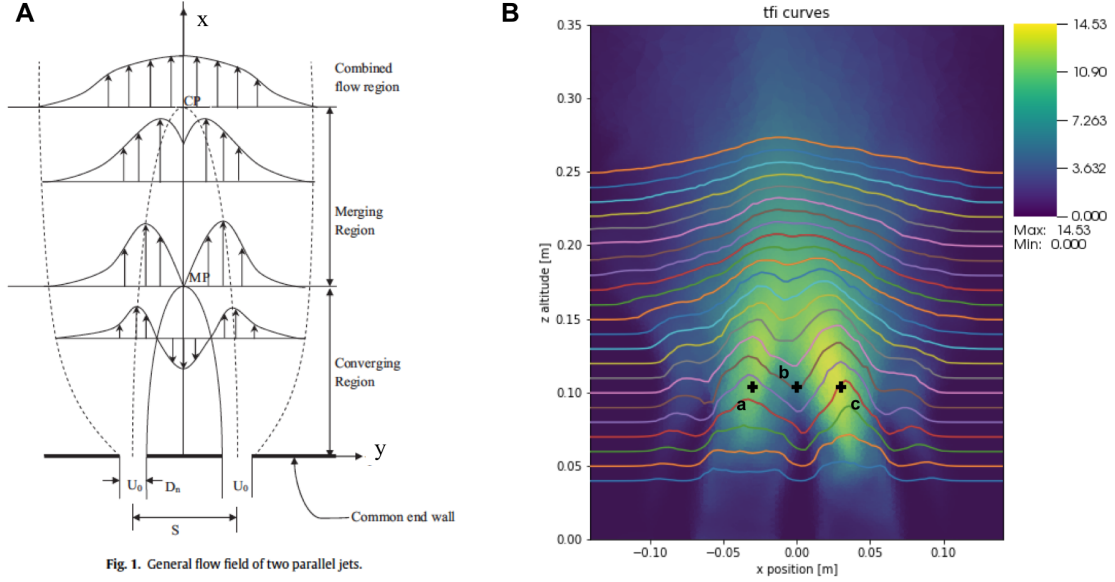 A
x
Combined
flow region
CP
Merging
Region
MP
Converging
Region
y
U0
Dn
U0
S
Common end wall
Fig. 1. General flow field of two parallel jets.
B
tfi curves
0.35
0.30
0.25
0.20
0.15
0.10
0.05
0.00
z altitude [m]
a
b
c
−0.10
−0.05
0.00
0.05
0.10
x position [m]
14.53
10.90
7.263
3.632
0.000
Max: 14.53
Min: 0.000